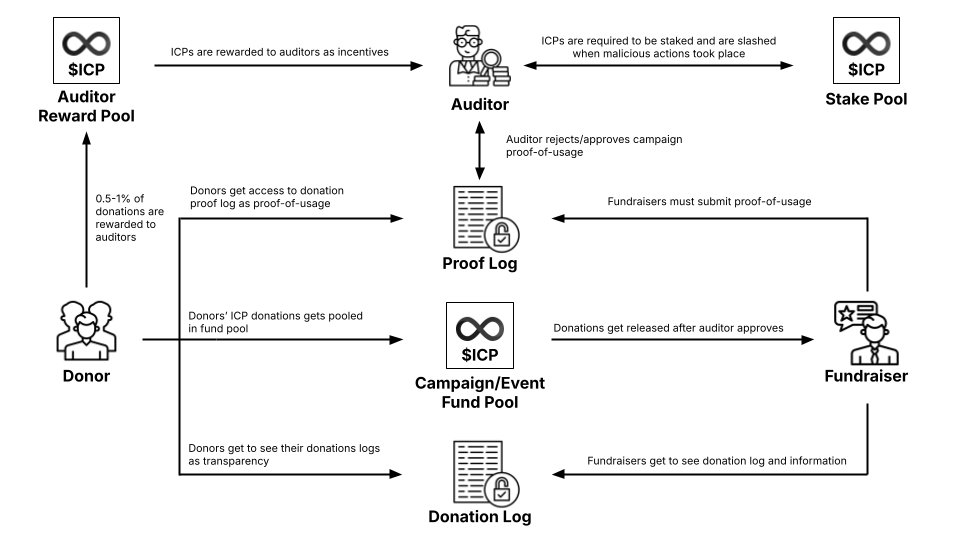 $ICP
Auditor
Reward Pool
ICPs are rewarded to auditors as incentives
Auditor
ICPs are required to be staked and are slashed
when malicious actions took place
$ICP
Stake Pool
Auditor rejects/approves campaign
proof-of-usage
0.5-1% of
donations are
rewarded to
auditors
Donors get access to donation
proof log as proof-of-usage
Fundraisers must submit proof-of-usage
Proof Log
Donor
Donors’ ICP donations gets pooled
in fund pool
$ICP
Campaign/Event
Fund Pool
Donations get released after auditor approves
Fundraiser
Donors get to see their donations logs
as transparency
Fundraisers get to see donation log and information
Donation Log